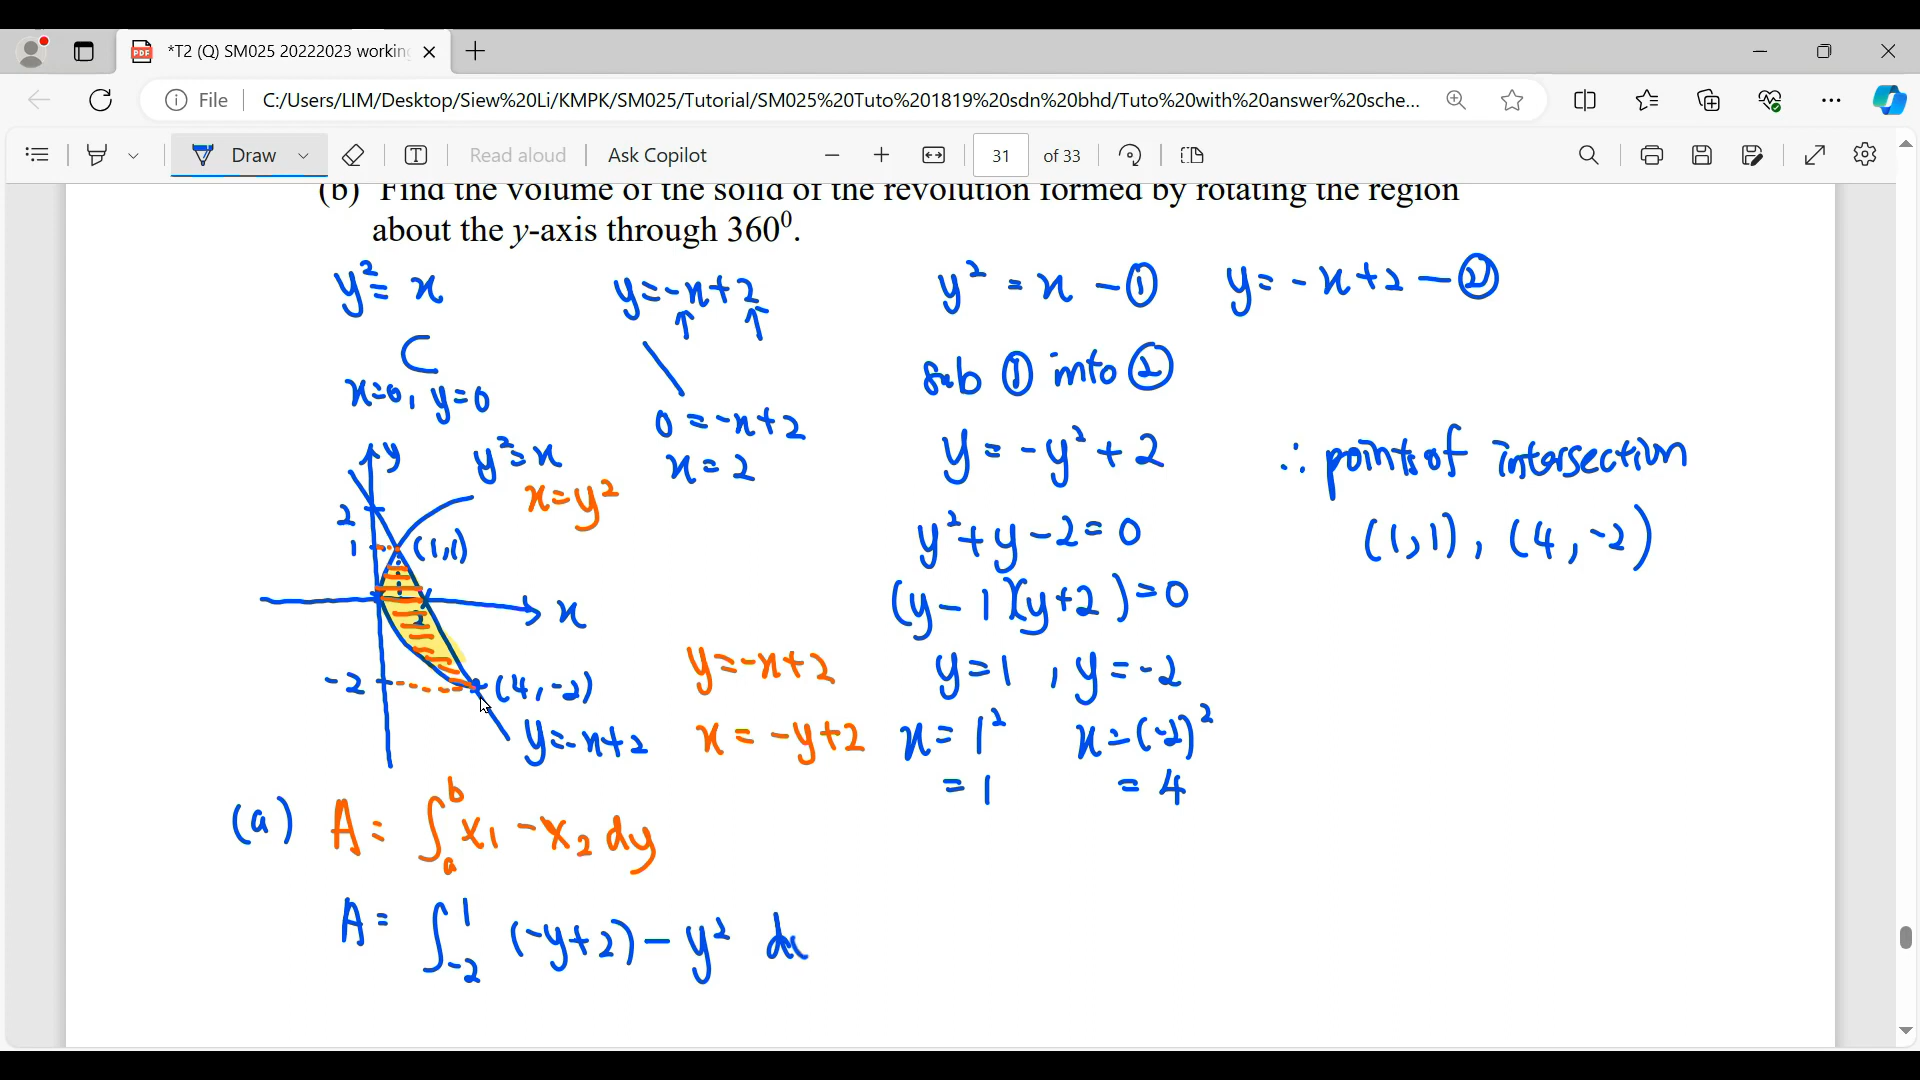 *T2 (Q) SM025 20222023 working
File C:/Users/LIM/Desktop/Siew%20Li/KMPK/SM025/Tutorial/SM025%20Tuto%201819%20sdn%20bhd/Tuto%20with%20answer%20sche...
Draw Read aloud Ask Copilot 31 of 33
(b) Find the volume of the solid of the revolution formed by rotating the region
about the y-axis through 360⁰.
y² = x
x=0, y=0
y=-x+2
0 = -x+2
x = 2
y
y²=x
x=y²
2
1
(1,1)
1
2
x
-2
(4,-2)
y=-x+2
y=-x+2
x = -y+2
y² = x - ①
y = -x+2 - ②
sub ① into ②
y = -y² + 2
y²+y-2=0
(y-1)(y+2)=0
y=1 , y=-2
x = 1²
= 1
x = (-2)²
= 4
∴ points of intersection
(1,1), (4,-2)
(a) A = ∫ₐᵇ x₁ - x₂ dy
A = ∫₋₂¹ (-y+2) - y² dx